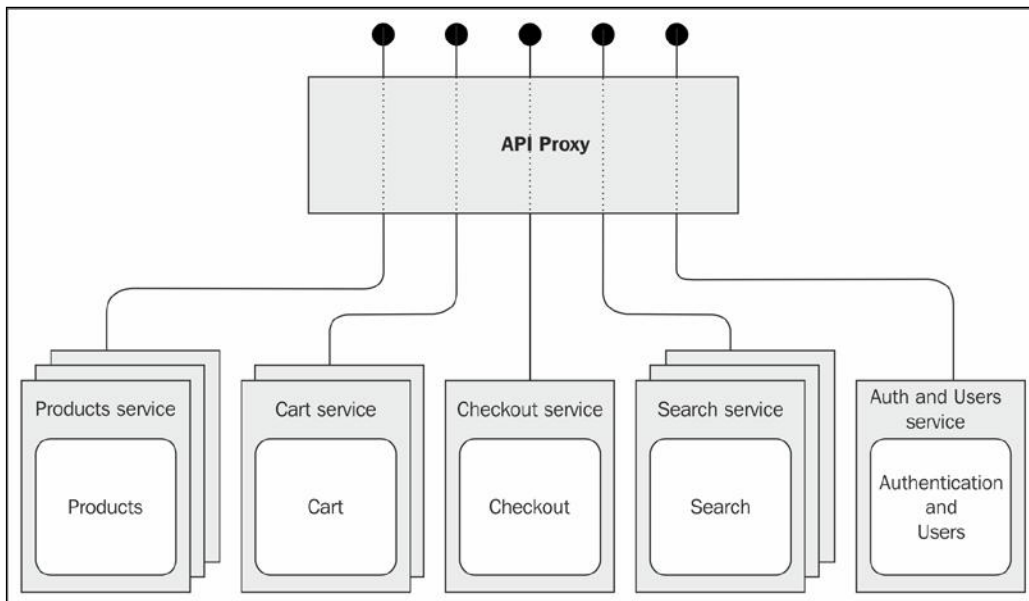 API Proxy
Products service
Cart service
Checkout service
Search service
Auth and Users
service
Products
Cart
Checkout
Search
Authentication
and
Users